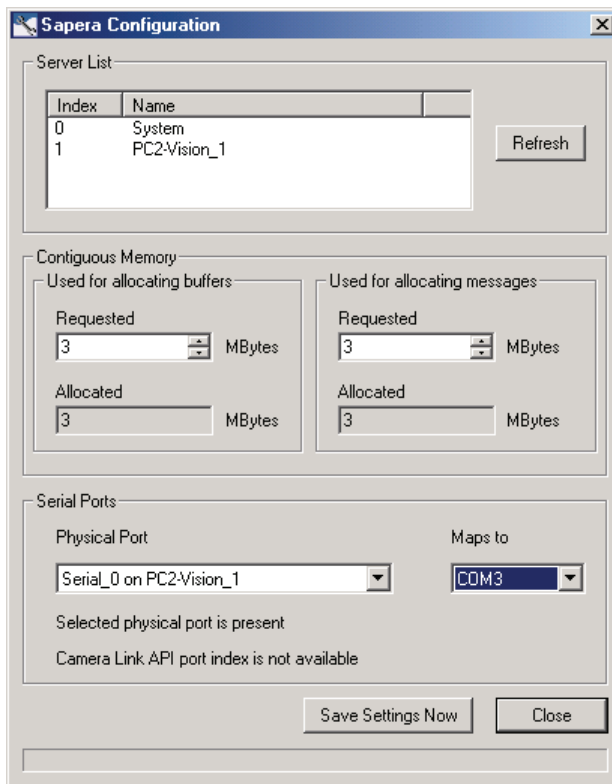 Sapera Configuration
Server List
Index Name
0 System
1 PC2-Vision_1
Refresh
Contiguous Memory
Used for allocating buffers
Requested
3 MBytes
Allocated
3 MBytes
Used for allocating messages
Requested
3 MBytes
Allocated
3 MBytes
Serial Ports
Physical Port Maps to
Serial_0 on PC2-Vision_1 COM3
Selected physical port is present
Camera Link API port index is not available
Save Settings Now Close